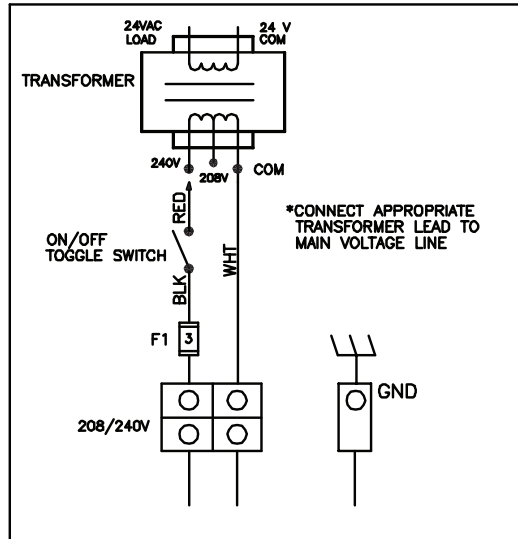 24VAC
LOAD
24 V
COM
TRANSFORMER
240V
208V
COM
RED
*CONNECT APPROPRIATE
TRANSFORMER LEAD TO
MAIN VOLTAGE LINE
ON/OFF
TOGGLE SWITCH
WHT
BLK
F1
3
GND
208/240V